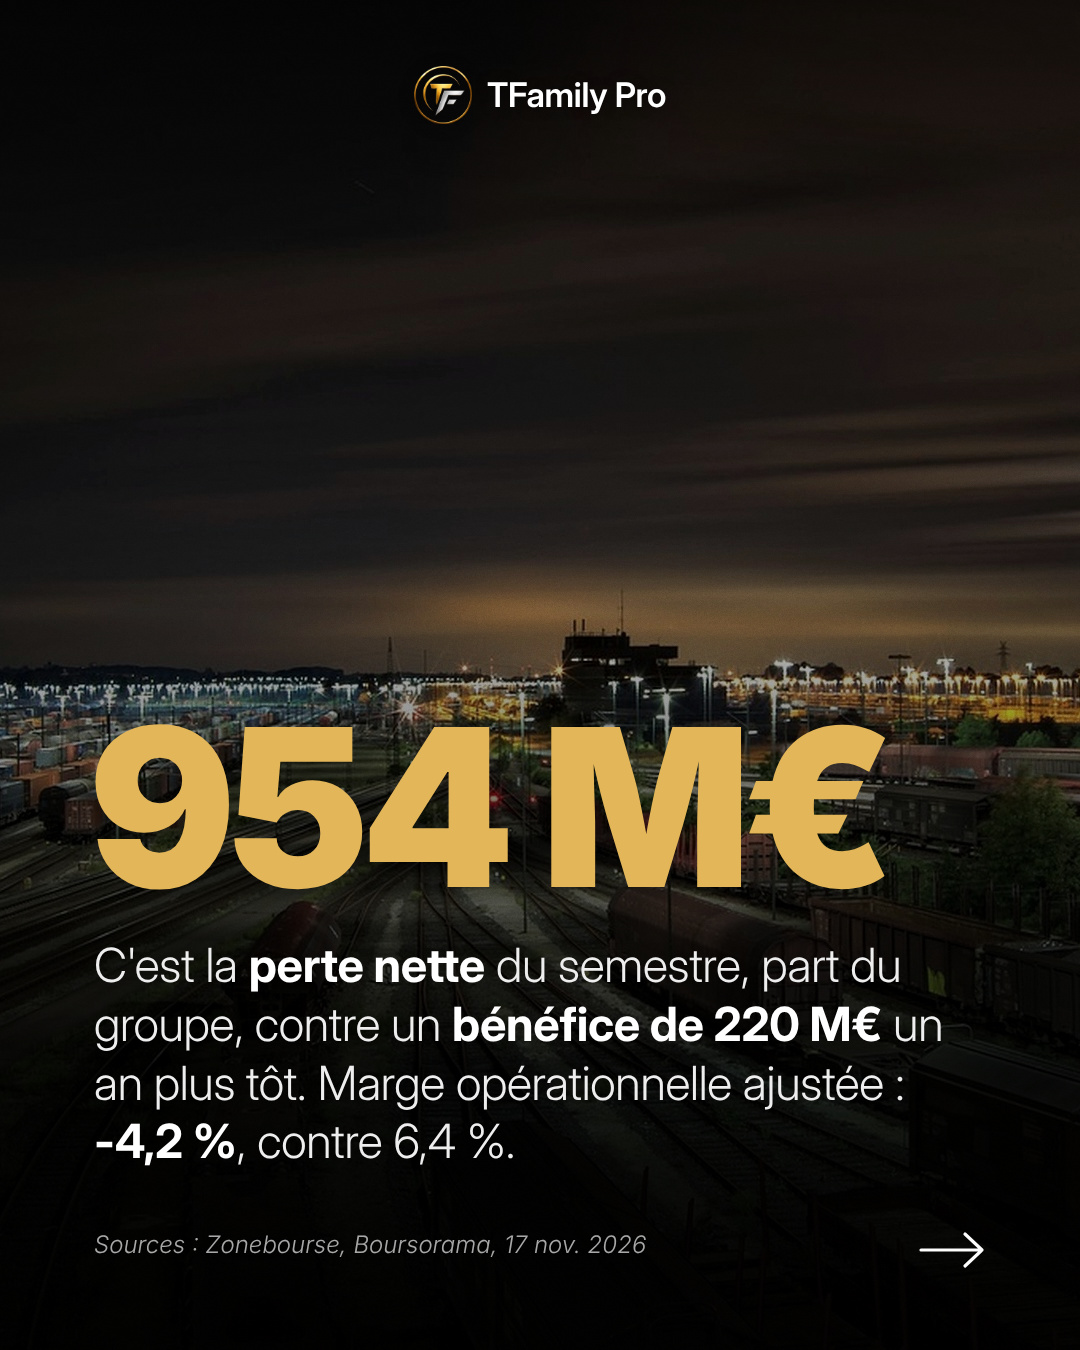 TF TFamily Pro
954 M€
C'est la perte nette du semestre, part du
groupe, contre un bénéfice de 220 M€ un
an plus tôt. Marge opérationnelle ajustée :
-4,2 %, contre 6,4 %.
Sources : Zonebourse, Boursorama, 17 nov. 2026